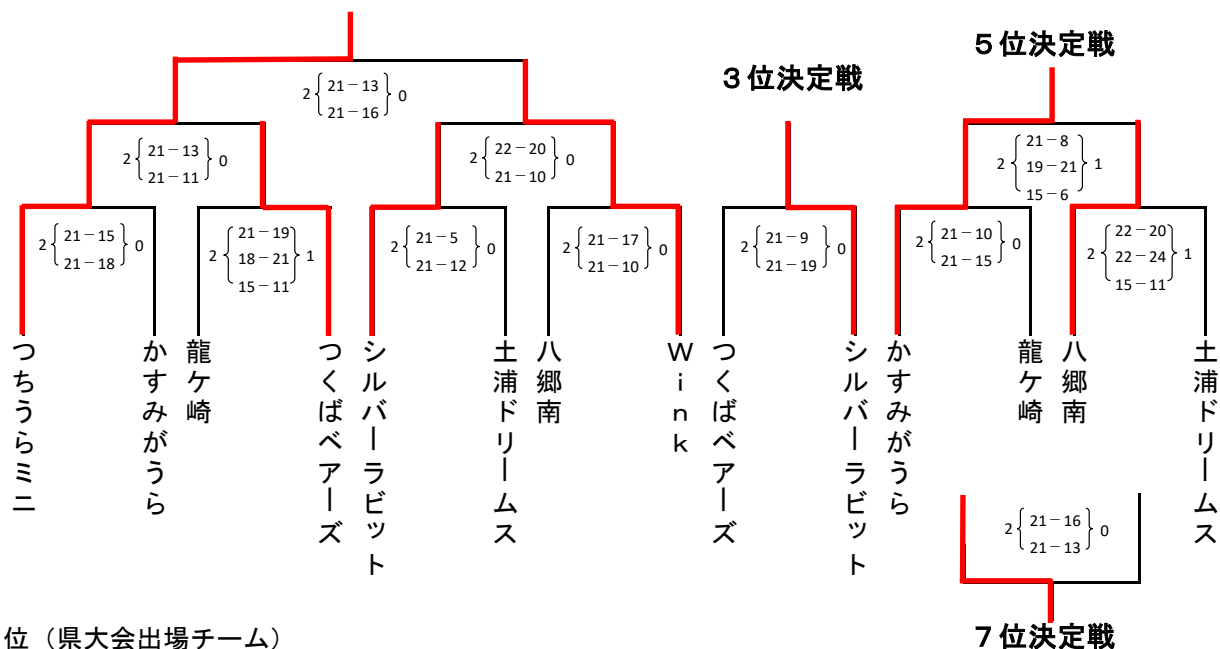 5位決定戦
3位決定戦
2 21－13 0
21－16
2 21－13 0
21－11
2 22－20 0
21－10
2 21－8 1
19－21
15－6
2 21－15 0
21－18
2 21－19 1
18－21
15－11
2 21－5 0
21－12
2 21－17 0
21－10
2 21－9 0
21－19
2 21－10 0
21－15
2 22－20 1
22－24
15－11
つちうらミニ
かすみがうら
龍ケ崎
つくばベアーズ
シルバーラビット
土浦ドリームス
八郷南
Wink
つくばベアーズ
シルバーラビット
かすみがうら
龍ケ崎
八郷南
土浦ドリームス
2 21－16 0
21－13
7位決定戦
位（県大会出場チーム）